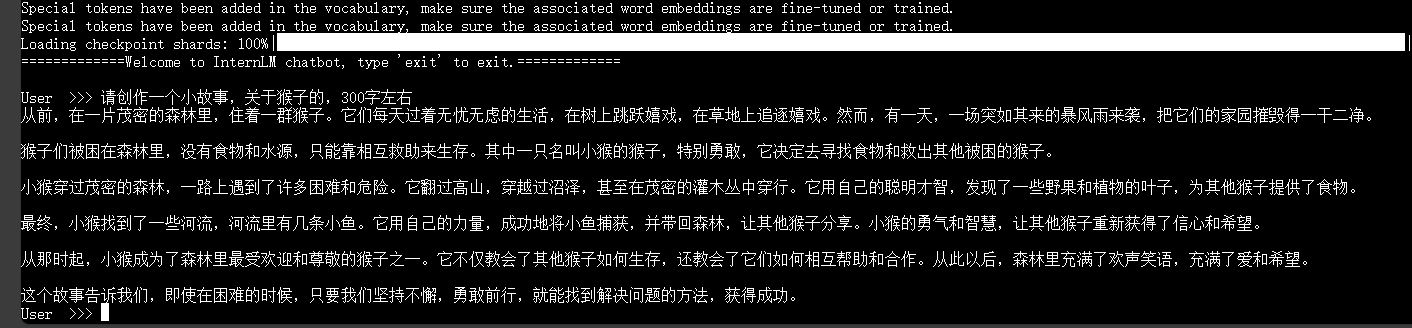 Special tokens have been added in the vocabulary, make sure the associated word embeddings are fine-tuned or trained.
Special tokens have been added in the vocabulary, make sure the associated word embeddings are fine-tuned or trained.
Loading checkpoint shards: 100%|
=============Welcome to InternLM chatbot, type 'exit' to exit.=============
User  >>> 请创作一个小故事，关于猴子的，300字左右
从前，在一片茂密的森林里，住着一群猴子。它们每天过着无忧无虑的生活，在树上跳跃嬉戏，在草地上追逐嬉戏。然而，有一天，一场突如其来的暴风雨来袭，把它们的家园摧毁得一干二净。
猴子们被困在森林里，没有食物和水源，只能靠相互救助来生存。其中一只名叫小猴的猴子，特别勇敢，它决定去寻找食物和救出其他被困的猴子。
小猴穿过茂密的森林，一路上遇到了许多困难和危险。它翻过高山，穿越过沼泽，甚至在茂密的灌木丛中穿行。它用自己的聪明才智，发现了一些野果和植物的叶子，为其他猴子提供了食物。
最终，小猴找到了一些河流，河流里有几条小鱼。它用自己的力量，成功地将小鱼捕获，并带回森林，让其他猴子分享。小猴的勇气和智慧，让其他猴子重新获得了信心和希望。
从那时起，小猴成为了森林里最受欢迎和尊敬的猴子之一。它不仅教会了其他猴子如何生存，还教会了它们如何相互帮助和合作。从此以后，森林里充满了欢声笑语，充满了爱和希望。
这个故事告诉我们，即使在困难的时候，只要我们坚持不懈，勇敢前行，就能找到解决问题的方法，获得成功。
User  >>>